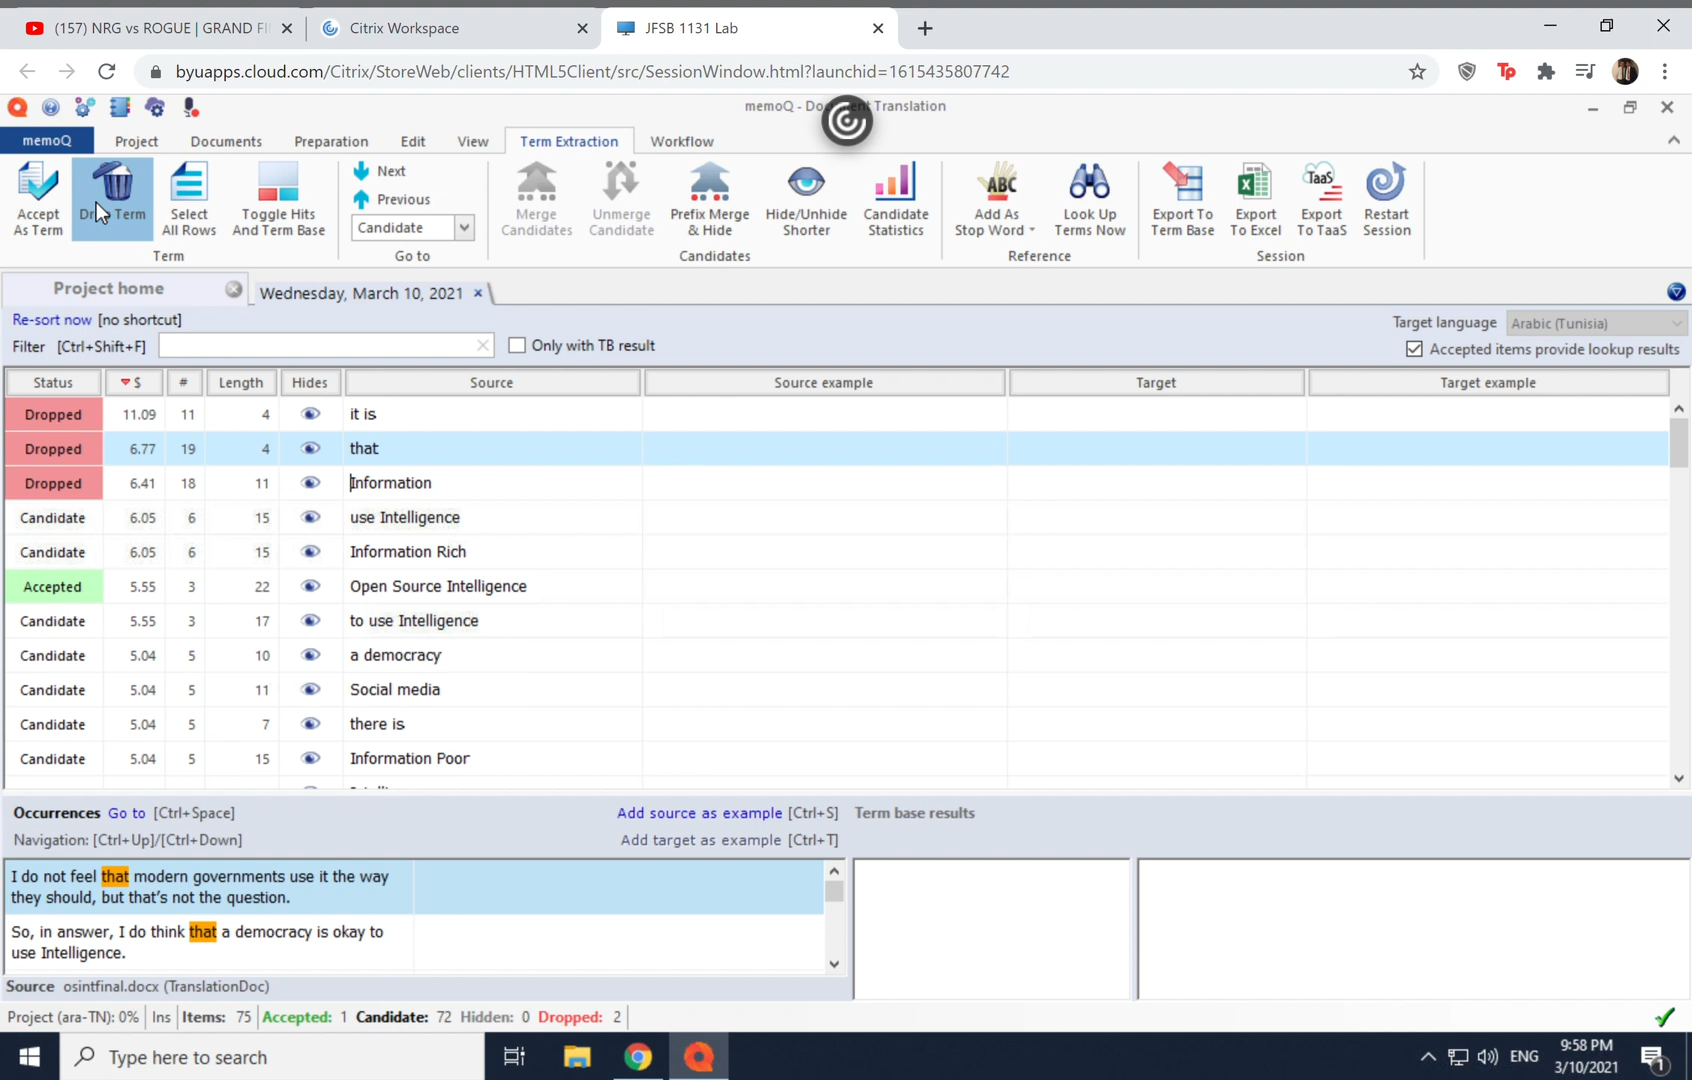 (157) NRG vs ROGUE | GRAND FI
Citrix Workspace
JFSB 1131 Lab
byuapps.cloud.com/Citrix/StoreWeb/clients/HTML5Client/src/SessionWindow.html?launchid=1615435807742
memoQ - Document Translation
memoQ
Project
Documents
Preparation
Edit
View
Term Extraction
Workflow
Accept As Term
Drop Term
Select All Rows
Toggle Hits And Term Base
Term
Next
Previous
Candidate
Go to
Merge Candidates
Unmerge Candidate
Prefix Merge & Hide
Hide/Unhide Shorter
Candidate Statistics
Candidates
ABC
Add As Stop Word
Look Up Terms Now
Reference
Export To Term Base
Export To Excel
TaaS
Export To TaaS
Restart Session
Session
Project home
Wednesday, March 10, 2021
Re-sort now [no shortcut]
Target language Arabic (Tunisia)
Filter [Ctrl+Shift+F]
Only with TB result
Accepted items provide lookup results
Status $ # Length Hides Source Source example Target Target example
Dropped 11.09 11 4 it is
Dropped 6.77 19 4 that
Dropped 6.41 18 11 Information
Candidate 6.05 6 15 use Intelligence
Candidate 6.05 6 15 Information Rich
Accepted 5.55 3 22 Open Source Intelligence
Candidate 5.55 3 17 to use Intelligence
Candidate 5.04 5 10 a democracy
Candidate 5.04 5 11 Social media
Candidate 5.04 5 7 there is
Candidate 5.04 5 15 Information Poor
Occurrences Go to [Ctrl+Space]
Add source as example [Ctrl+S]
Term base results
Navigation: [Ctrl+Up]/[Ctrl+Down]
Add target as example [Ctrl+T]
I do not feel that modern governments use it the way
they should, but that's not the question.
So, in answer, I do think that a democracy is okay to
use Intelligence.
Source osintfinal.docx (TranslationDoc)
Project (ara-TN): 0% Ins Items: 75 Accepted: 1 Candidate: 72 Hidden: 0 Dropped: 2
Type here to search
ENG
9:58 PM
3/10/2021
1